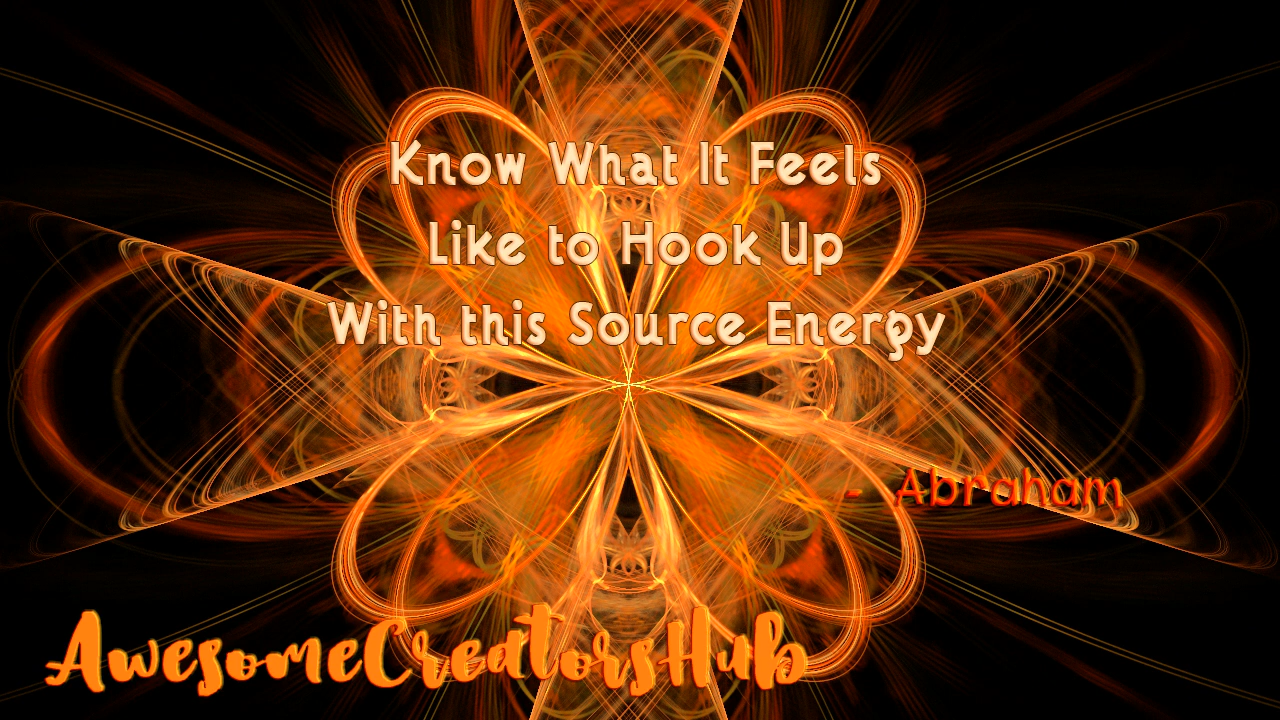 Know What It Feels
Like to Hook Up
With this Source Energy
- Abraham
AwesomeCreatorsHub